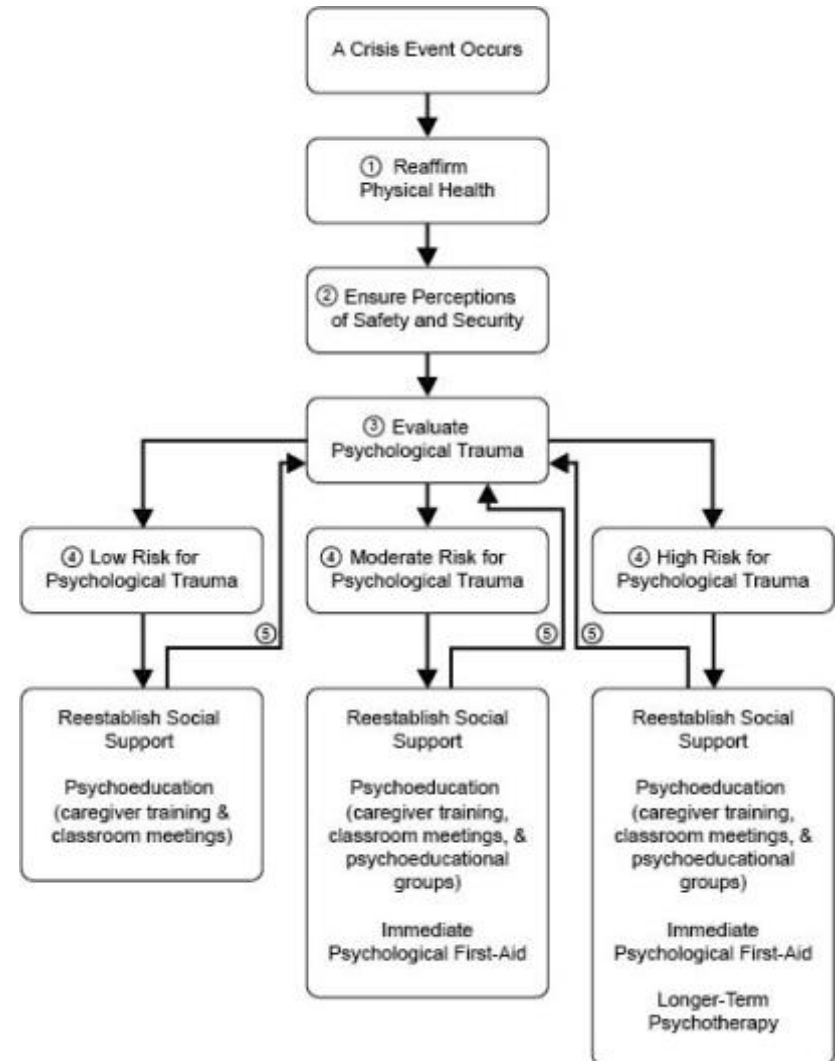 A Crisis Event Occurs
① Reaffirm
Physical Health
② Ensure Perceptions
of Safety and Security
③ Evaluate
Psychological Trauma
④ Low Risk for
Psychological Trauma
④ Moderate Risk for
Psychological Trauma
④ High Risk for
Psychological Trauma
⑤
⑤
⑤
Reestablish Social
Support
Psychoeducation
(caregiver training &
classroom meetings)
Reestablish Social
Support
Psychoeducation
(caregiver training,
classroom meetings, &
psychoeducational
groups)
Immediate
Psychological First-Aid
Reestablish Social
Support
Psychoeducation
(caregiver training,
classroom meetings, &
psychoeducational
groups)
Immediate
Psychological First-Aid
Longer-Term
Psychotherapy